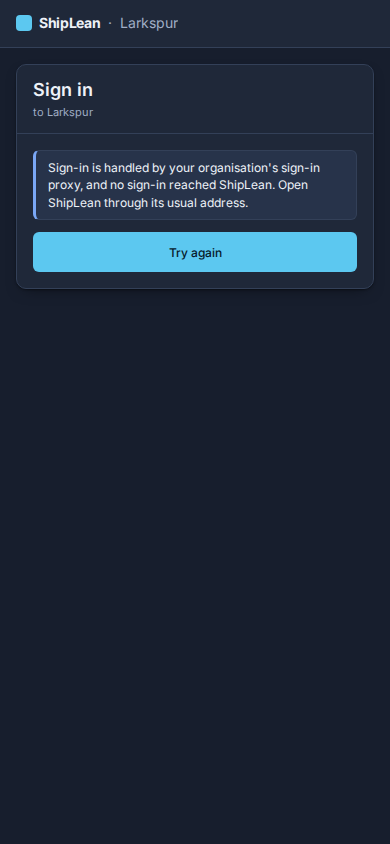 ShipLean · Larkspur
Sign in
to Larkspur
Sign-in is handled by your organisation's sign-in
proxy, and no sign-in reached ShipLean. Open
ShipLean through its usual address.
Try again